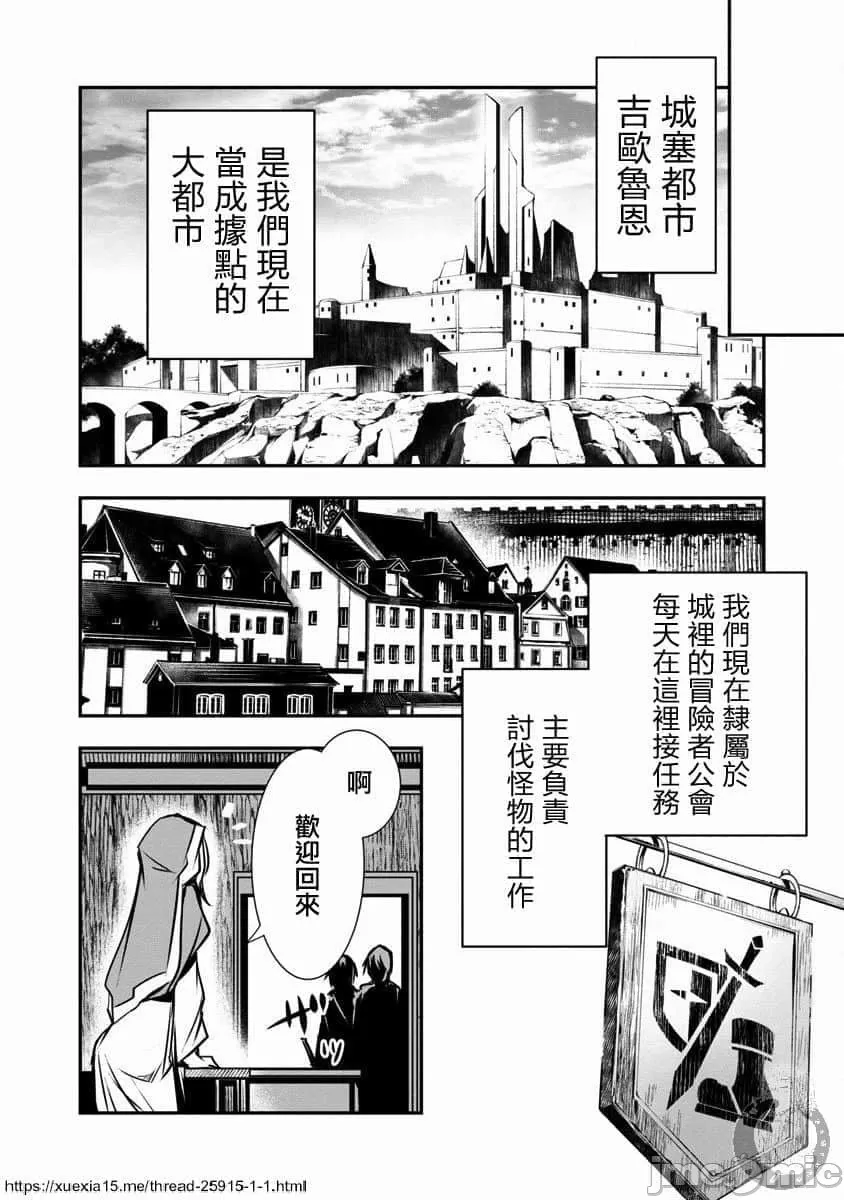 城塞都市
吉歐魯恩
是我們現在
當成據點的
大都市
我們現在隸屬於
城裡的冒險者公會
每天在這裡接任務
主要負責
討伐怪物的工作
啊
歡迎回來
https://xuexia15.me/thread-25915-1-1.html